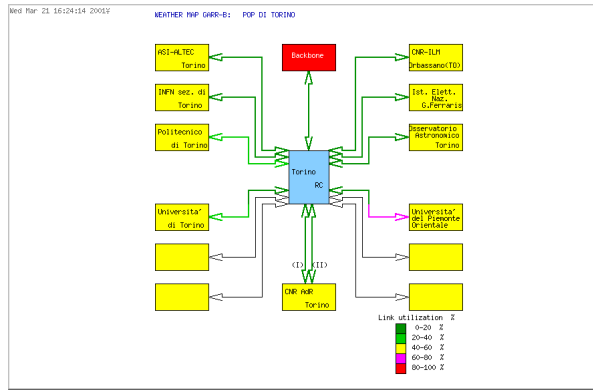 Wed Mar 21 16:24:14 2001¥
WEATHER MAP GARR-B: POP DI TORINO
ASI-ALTEC
Torino
Backbone
CNR-ILM
Orbassano(TO)
INFN sez. di
Torino
Ist. Elett.
Naz.
G.Ferraris
Politecnico
di Torino
Osservatorio
Astronomico
Torino
Torino
RC
Universita'
di Torino
Universita'
del Piemonte
Orientale
(I) (II)
CNR AdR
Torino
Link utilization %
0-20 %
20-40 %
40-60 %
60-80 %
80-100 %